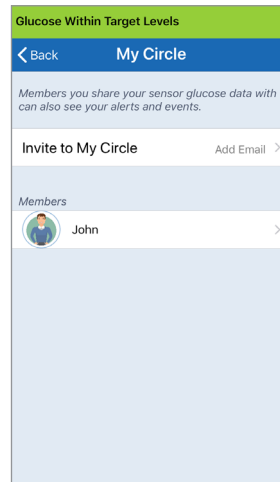 Glucose Within Target Levels
Back My Circle
Members you share your sensor glucose data with
can also see your alerts and events.
Invite to My Circle Add Email
Members
John